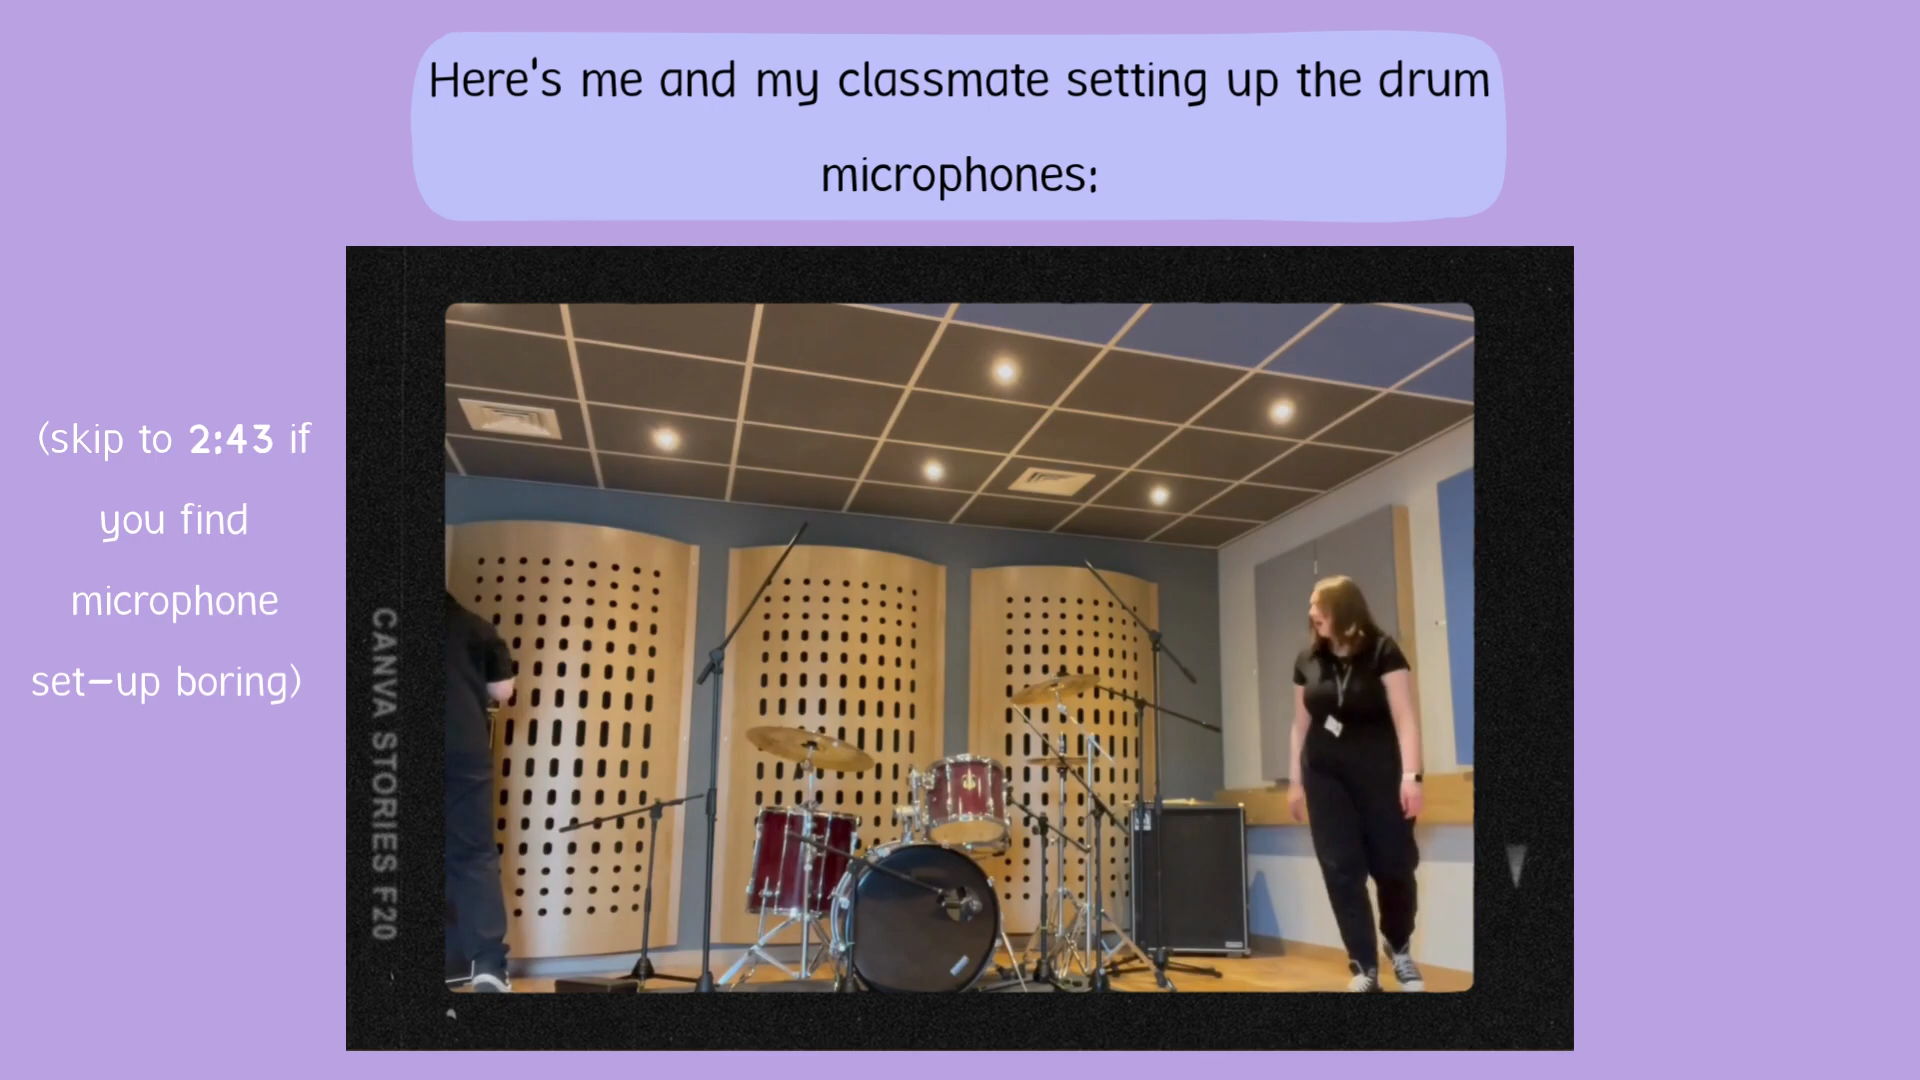 Here's me and my classmate setting up the drum
microphones:
(skip to 2:43 if
you find
microphone
set-up boring)
CANVA STORIES F20